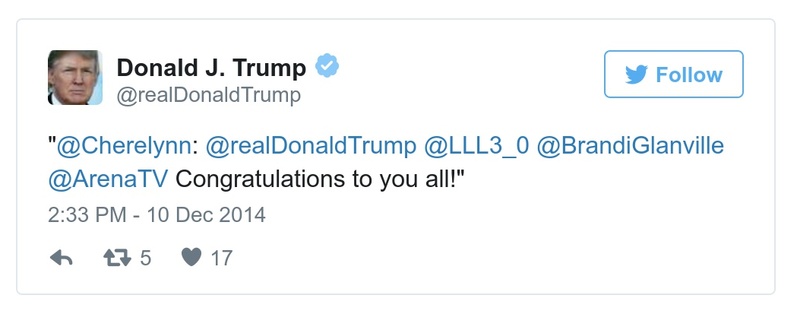 Donald J. Trump
@realDonaldTrump
Follow
"@Cherelynn: @realDonaldTrump @LLL3_0 @BrandiGlanville
@ArenaTV Congratulations to you all!"
2:33 PM - 10 Dec 2014
5 17